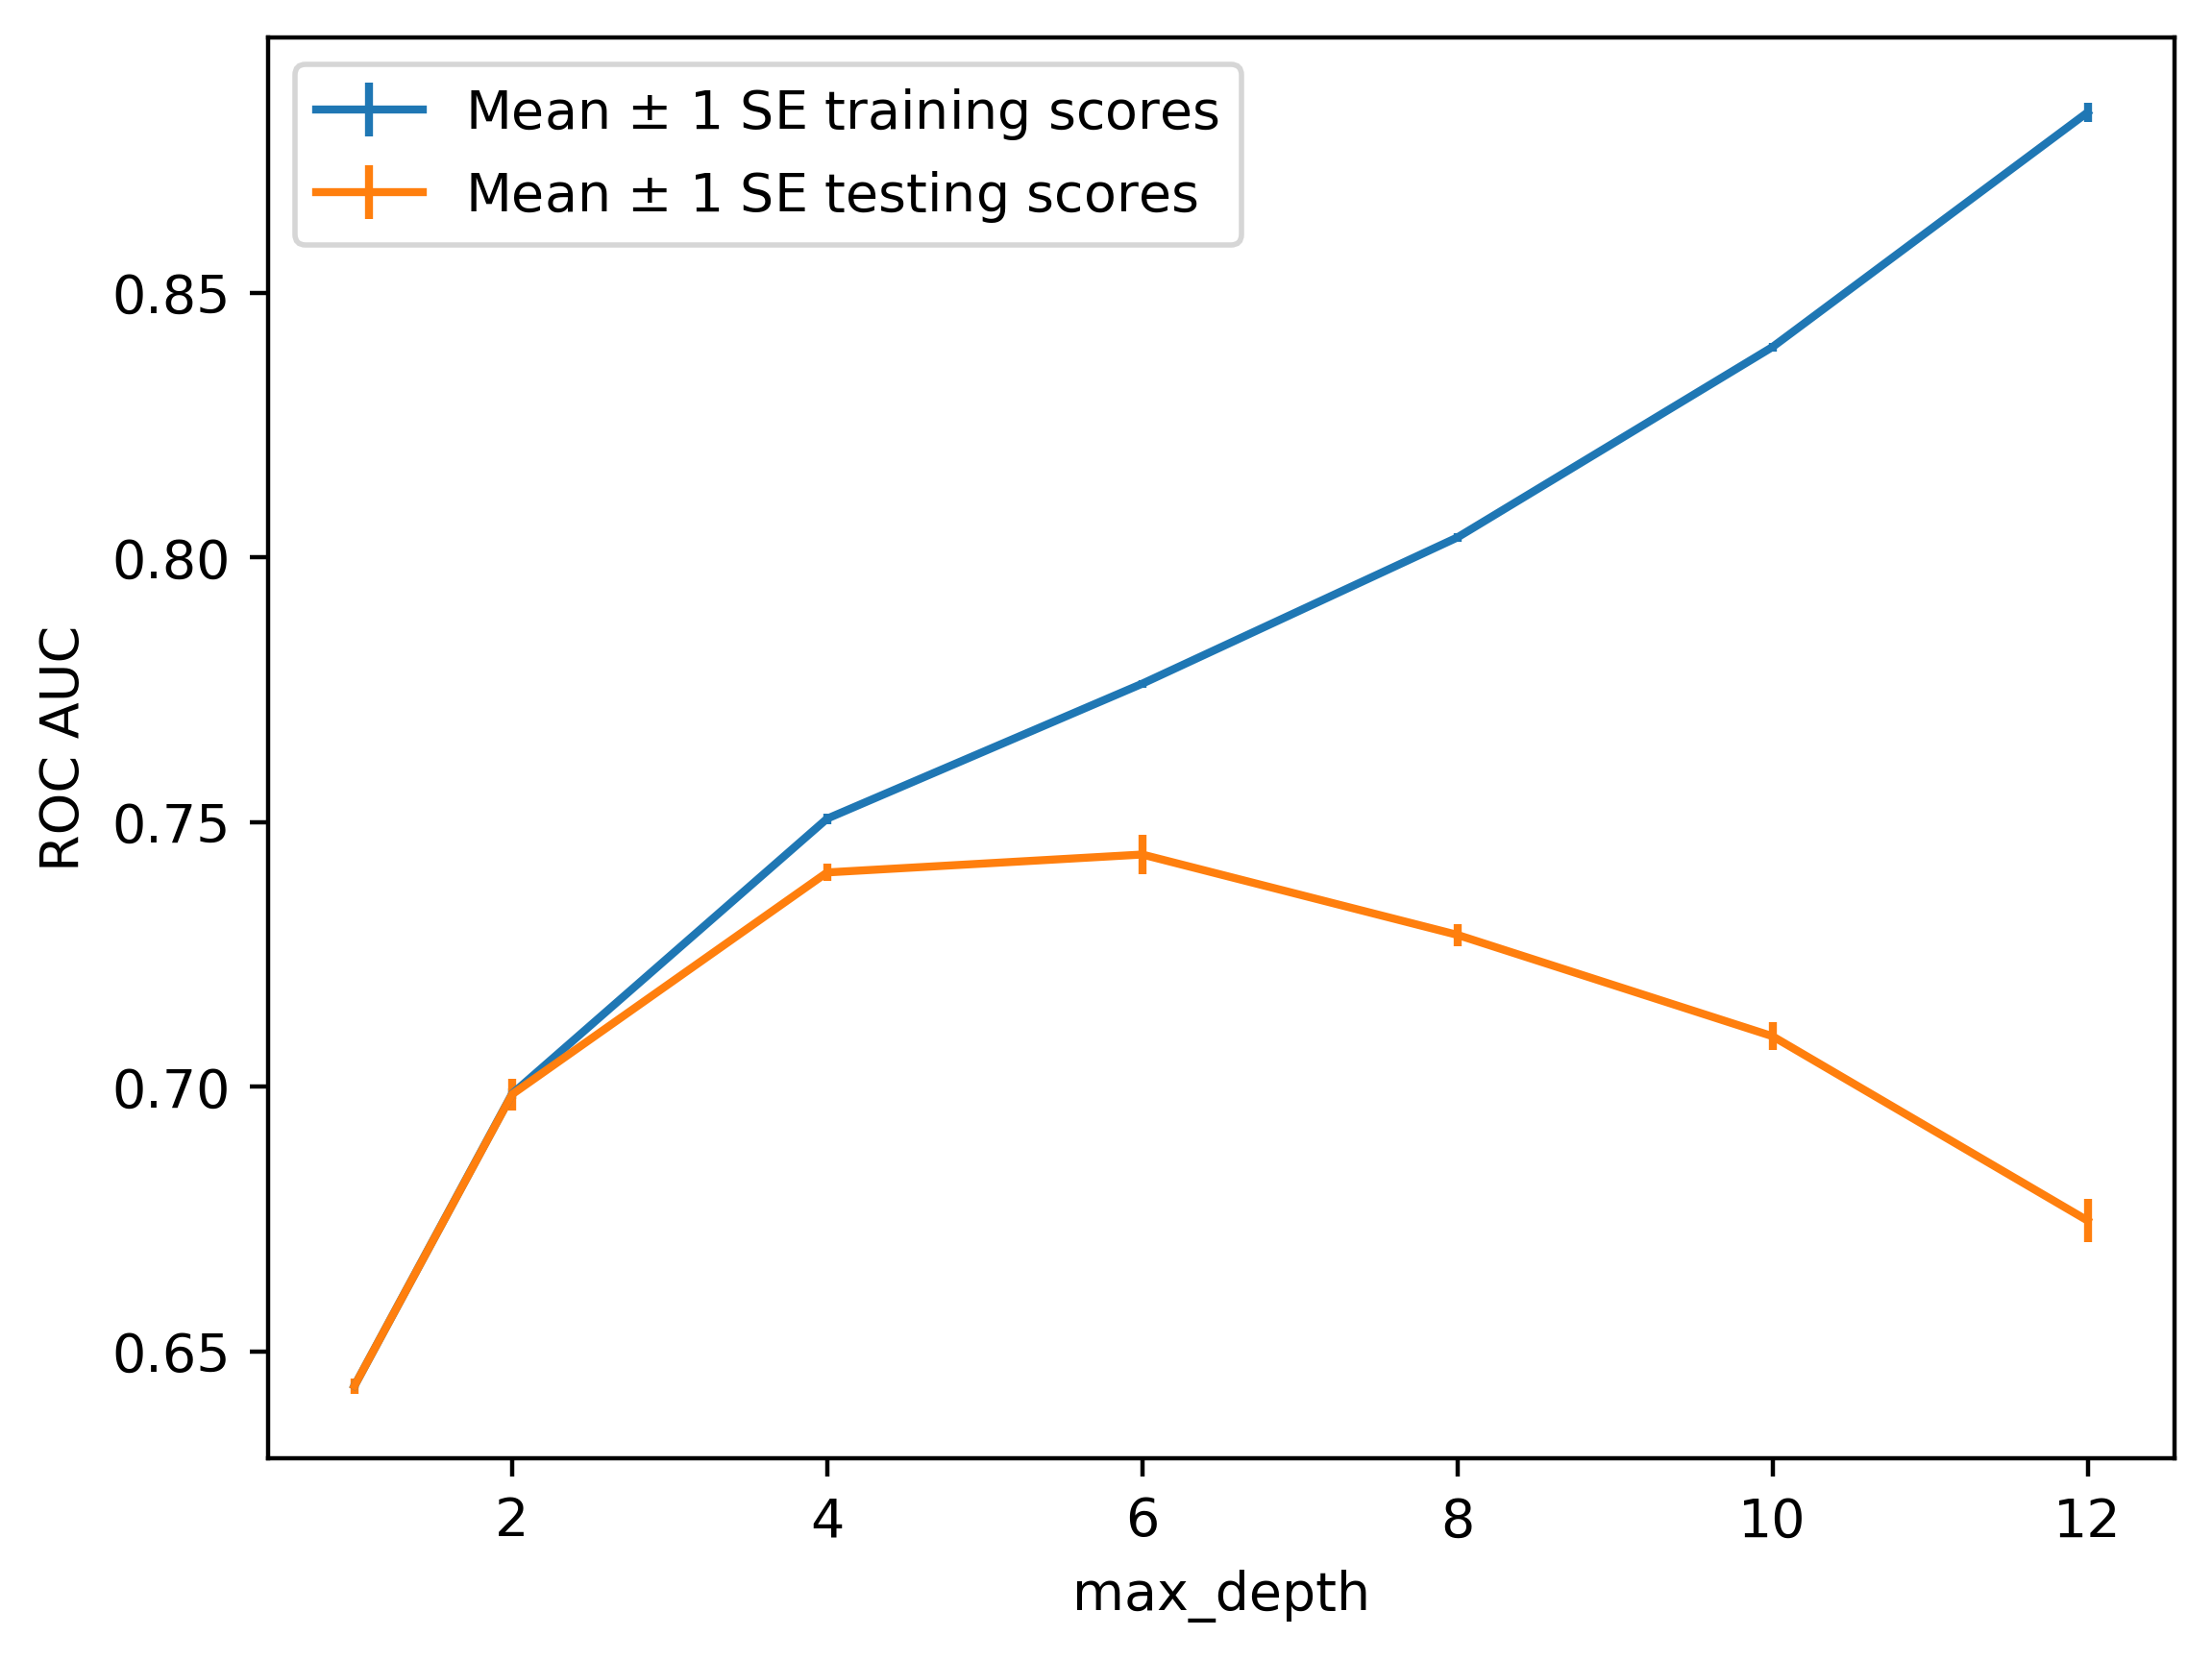 Mean ± 1 SE training scores
Mean ± 1 SE testing scores
0.85
0.80
0.75
0.70
0.65
ROC AUC
2 4 6 8 10 12
max_depth